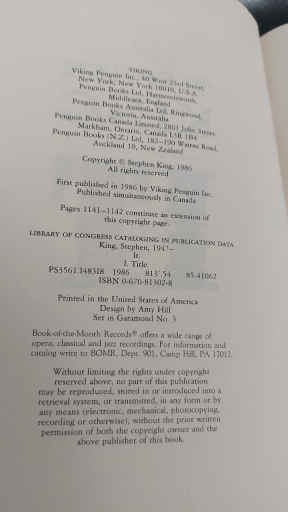 VIKING
Viking Penguin Inc., 40 West 23rd Street,
New York, New York 10010, U.S.A.
Penguin Books Ltd, Harmondsworth,
Middlesex, England
Penguin Books Australia Ltd, Ringwood,
Victoria, Australia
Penguin Books Canada Limited, 2801 John Street,
Markham, Ontario, Canada L3R 1B4
Penguin Books (N.Z.) Ltd, 182–190 Wairau Road,
Auckland 10, New Zealand
Copyright © Stephen King, 1986
All rights reserved
First published in 1986 by Viking Penguin Inc.
Published simultaneously in Canada
Pages 1141–1142 constitute an extension of
this copyright page.
LIBRARY OF CONGRESS CATALOGING IN PUBLICATION DATA
King, Stephen, 1947–
It.
I. Title.
PS3561.I483I8 1986 813'.54 85-41062
ISBN 0-670-81302-8
Printed in the United States of America
Design by Amy Hill
Set in Garamond No. 3
Book-of-the-Month Records® offers a wide range of
opera, classical and jazz recordings. For information and
catalog write to BOMR, Dept. 901, Camp Hill, PA 17012.
Without limiting the rights under copyright
reserved above, no part of this publication
may be reproduced, stored in or introduced into a
retrieval system, or transmitted, in any form or by
any means (electronic, mechanical, photocopying,
recording or otherwise), without the prior written
permission of both the copyright owner and the
above publisher of this book.